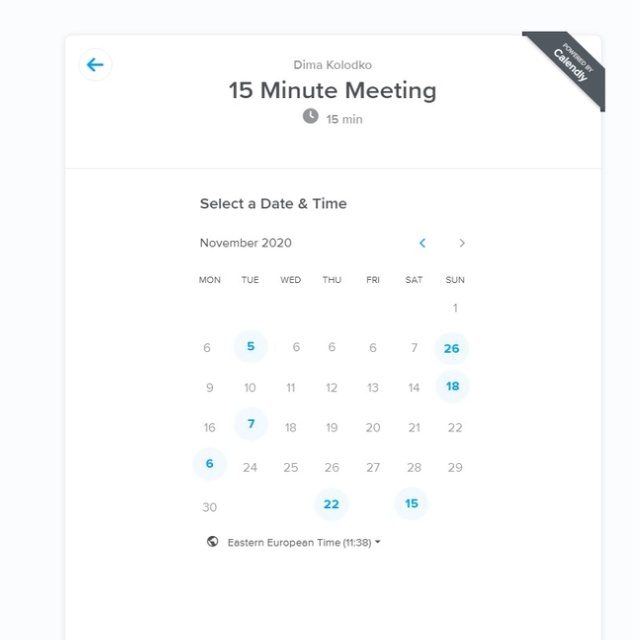 POWERED BY
Calendly
Dima Kolodko
15 Minute Meeting
15 min
Select a Date & Time
November 2020
MON TUE WED THU FRI SAT SUN
1
6 5 6 6 6 7 26
9 10 11 12 13 14 18
16 7 18 19 20 21 22
6 24 25 26 27 28 29
30 22 15
Eastern European Time (11:38)